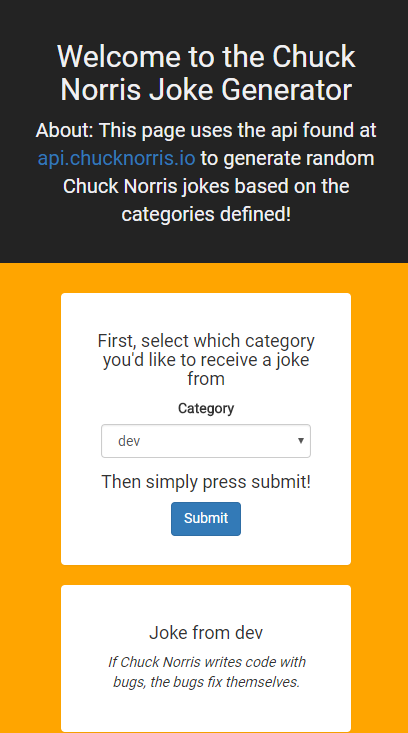 Welcome to the Chuck
Norris Joke Generator
About: This page uses the api found at
api.chucknorris.io to generate random
Chuck Norris jokes based on the
categories defined!
First, select which category
you'd like to receive a joke
from
Category
dev
Then simply press submit!
Submit
Joke from dev
If Chuck Norris writes code with
bugs, the bugs fix themselves.